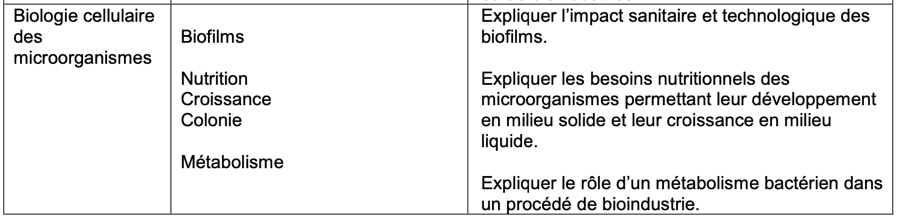 Biologie cellulaire
des
microorganismes
Biofilms
Nutrition
Croissance
Colonie
Métabolisme
Expliquer l’impact sanitaire et technologique des
biofilms.
Expliquer les besoins nutritionnels des
microorganismes permettant leur développement
en milieu solide et leur croissance en milieu
liquide.
Expliquer le rôle d’un métabolisme bactérien dans
un procédé de bioindustrie.